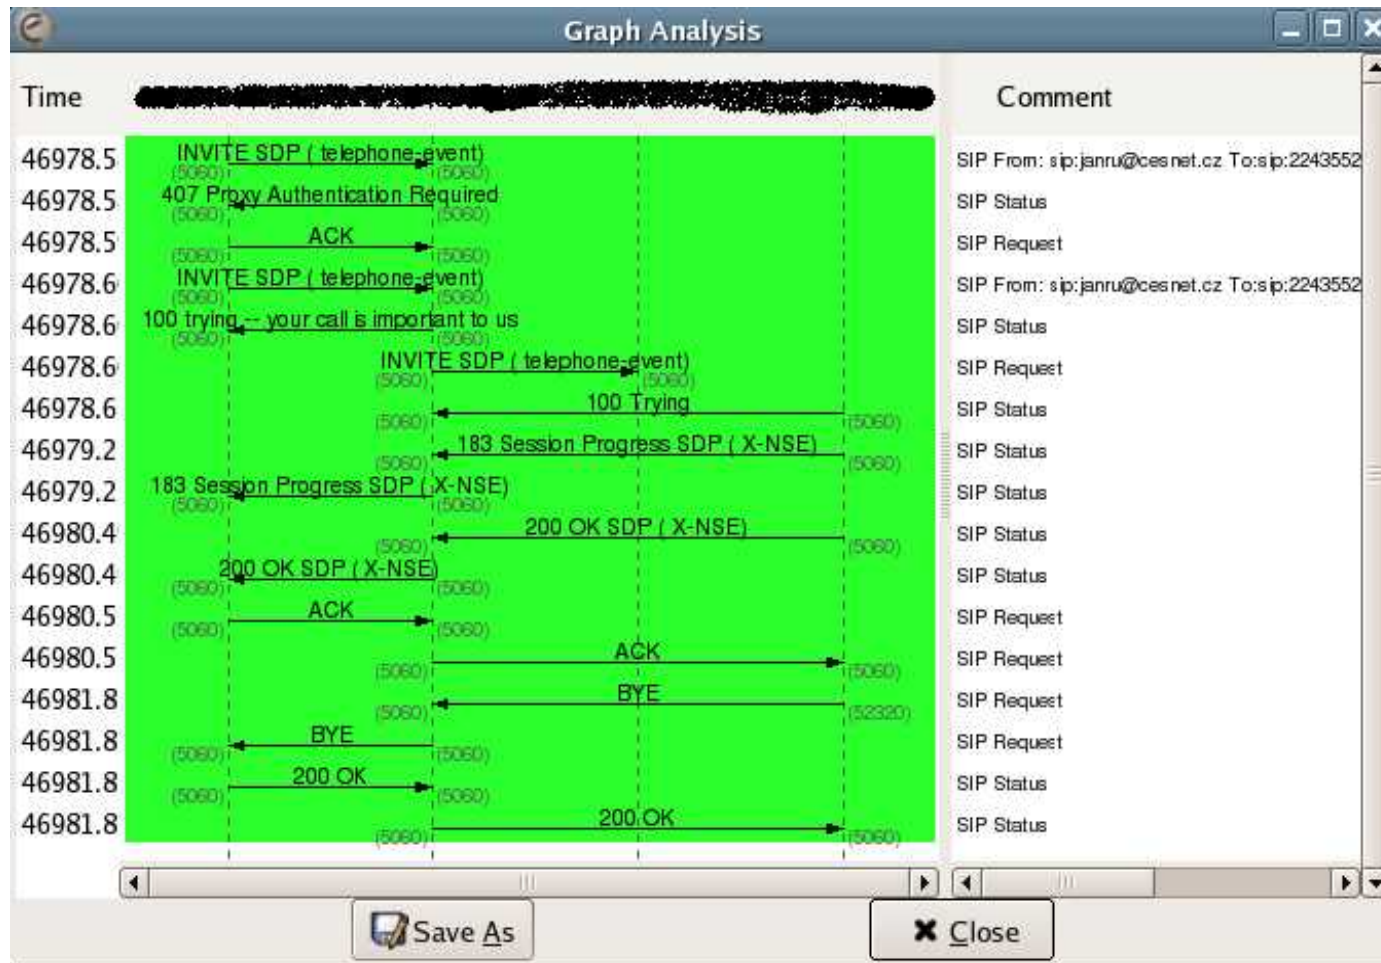 Graph Analysis
Time
Comment
46978.5 INVITE SDP ( telephone-event) SIP From: sip:janru@cesnet.cz To:sip:2243552
(5060) (5060)
46978.5 407 Proxy Authentication Required SIP Status
(5060) (5060)
46978.5 ACK SIP Request
(5060) (5060)
46978.6 INVITE SDP ( telephone-event) SIP From: sip:janru@cesnet.cz To:sip:2243552
(5060) (5060)
46978.6 100 trying -- your call is important to us SIP Status
(5060) (5060)
46978.6 INVITE SDP ( telephone-event) SIP Request
(5060) (5060)
46978.6 100 Trying SIP Status
(5060) (5060)
46979.2 183 Session Progress SDP ( X-NSE) SIP Status
(5060) (5060)
46979.2 183 Session Progress SDP ( X-NSE) SIP Status
(5060) (5060)
46980.4 200 OK SDP ( X-NSE) SIP Status
(5060) (5060)
46980.4 200 OK SDP ( X-NSE) SIP Status
(5060) (5060)
46980.5 ACK SIP Request
(5060) (5060)
46980.5 ACK SIP Request
(5060) (5060)
46981.8 BYE SIP Request
(5060) (52320)
46981.8 BYE SIP Request
(5060) (5060)
46981.8 200 OK SIP Status
(5060) (5060)
46981.8 200 OK SIP Status
(5060) (5060)
Save As
Close